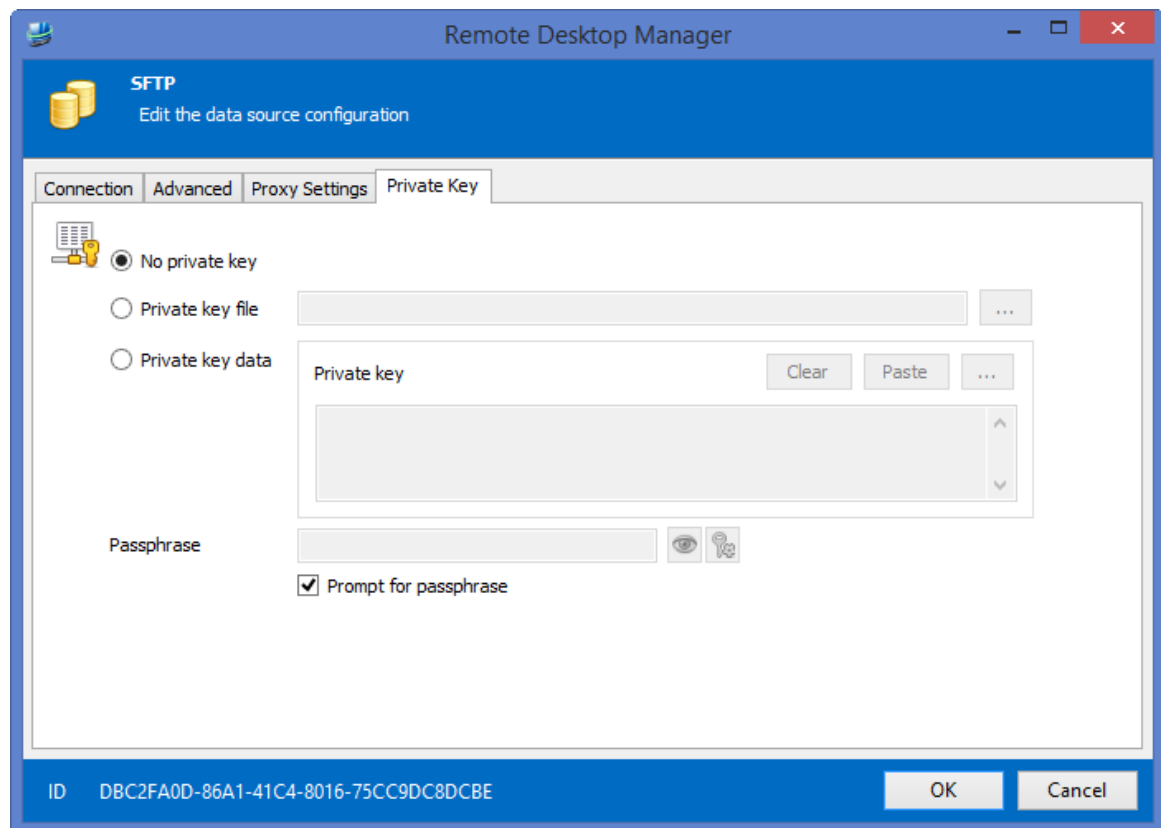 Remote Desktop Manager
SFTP
Edit the data source configuration
Connection Advanced Proxy Settings Private Key
No private key
Private key file ...
Private key data
Private key Clear Paste ...
Passphrase
Prompt for passphrase
ID DBC2FA0D-86A1-41C4-8016-75CC9DC8DCBE OK Cancel